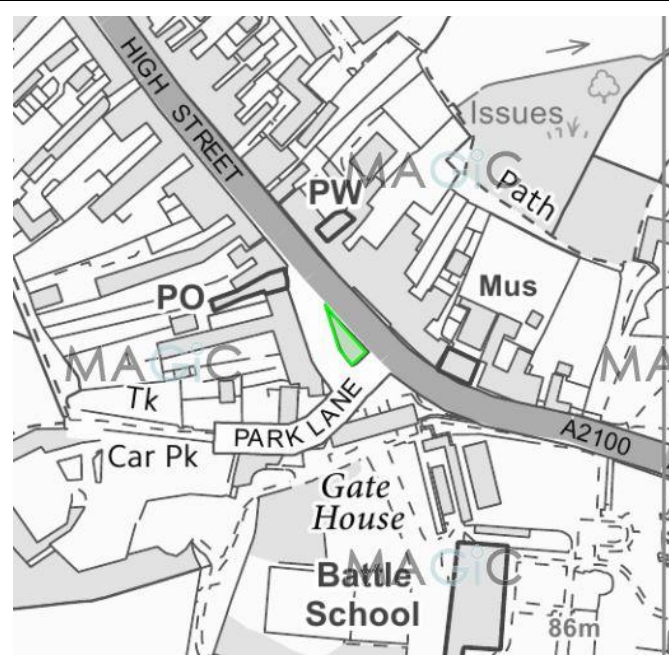 HIGH STREET
Issues
MAGiC
PW
Path
Mus
PO
MAGiC
MA
Tk
PARK LANE
A2100
Car Pk
Gate
House
MAGiC
Battle
School
86m